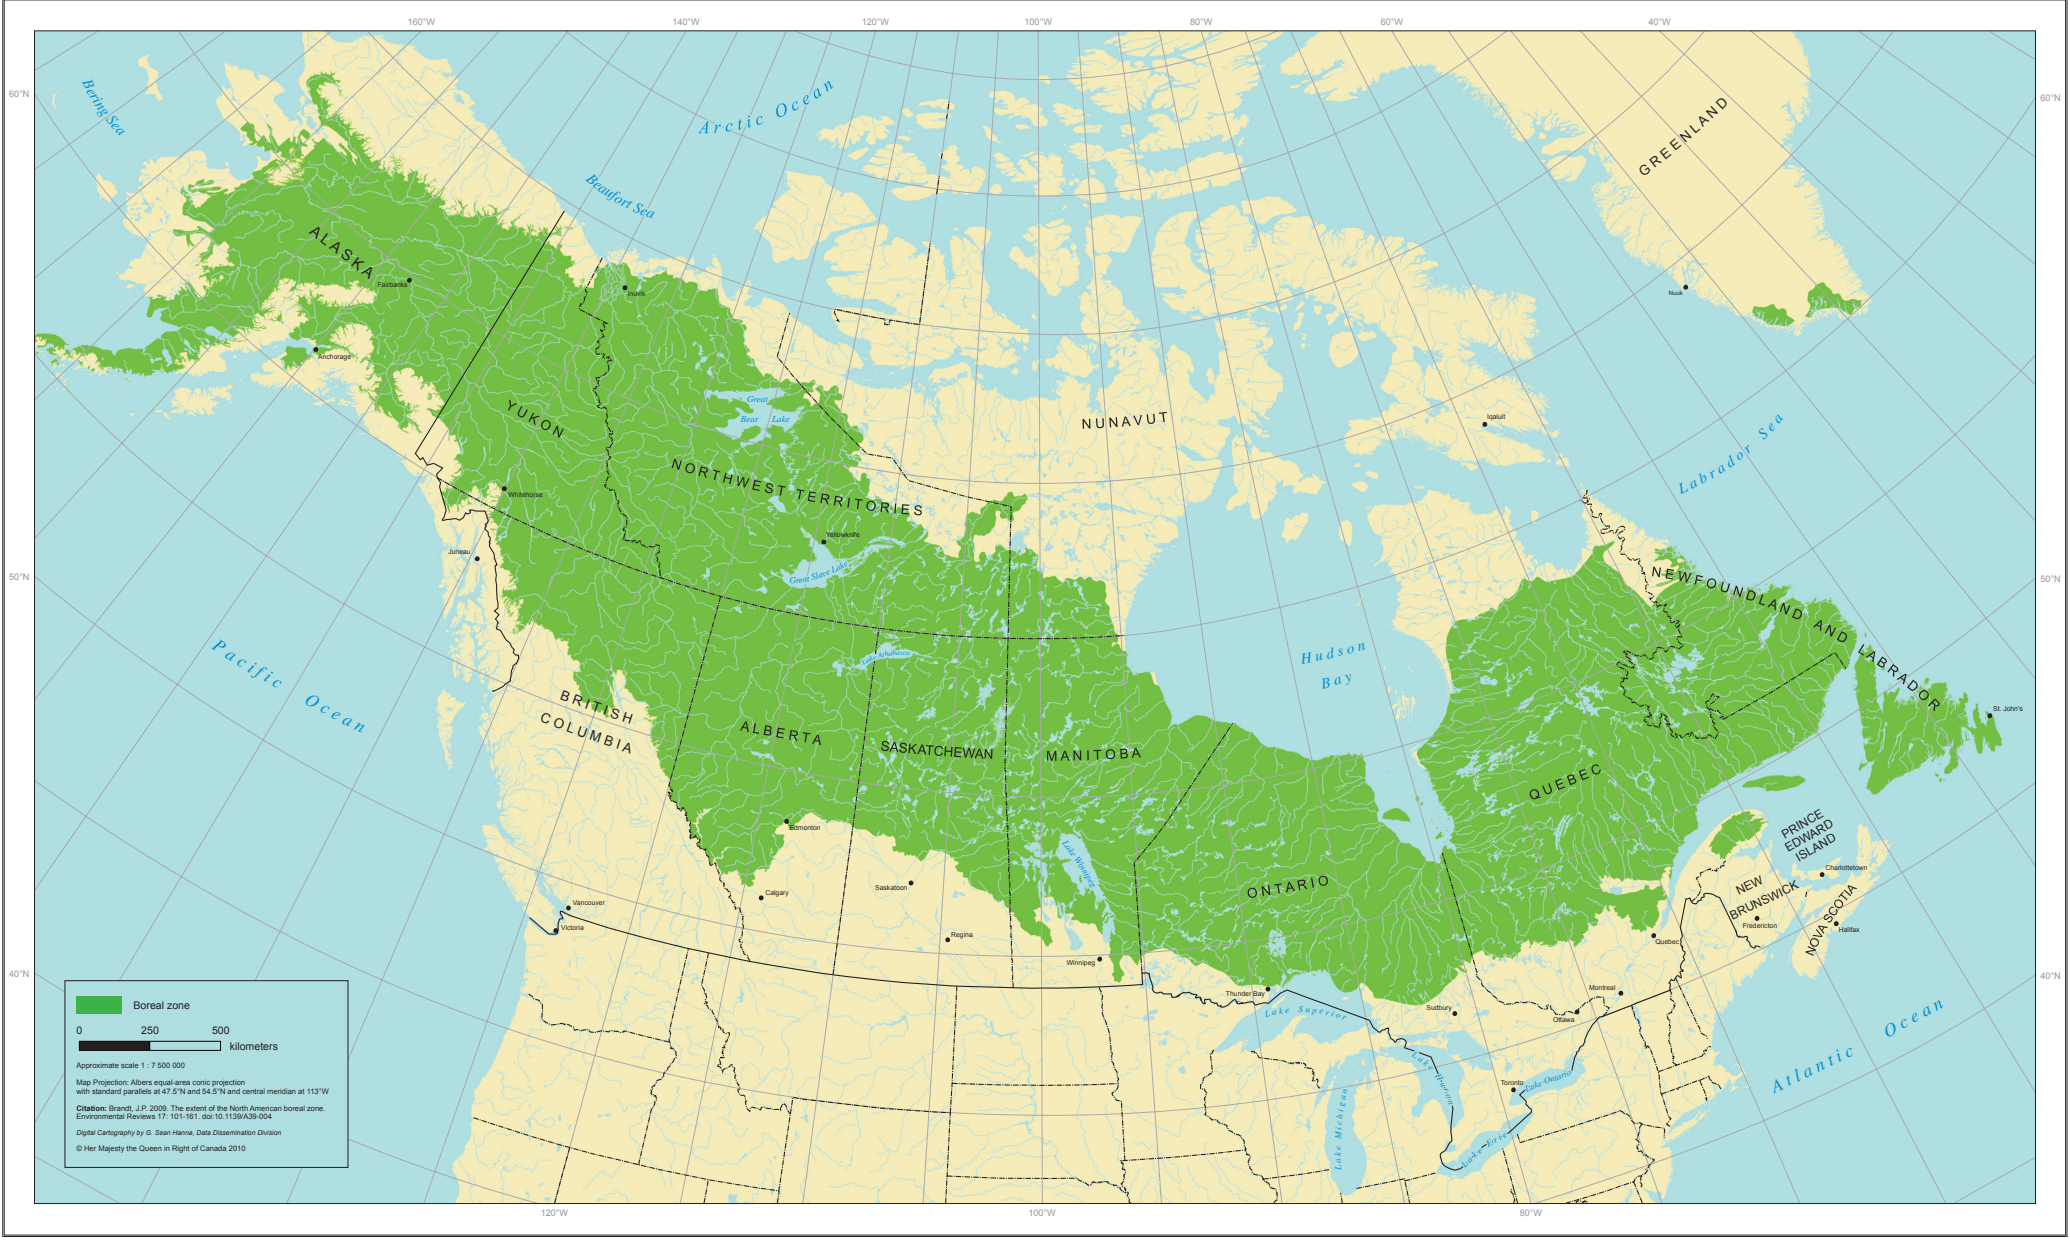 160°W
140°W
120°W
100°W
80°W
60°W
40°W
60°N
60°N
Bering Sea
Arctic Ocean
Beaufort Sea
GREENLAND
ALASKA
Fairbanks
Inuvik
Nuuk
Anchorage
Great
Bear Lake
YUKON
NUNAVUT
Iqaluit
Labrador Sea
NORTHWEST TERRITORIES
Whitehorse
Yellowknife
Juneau
Great Slave Lake
50°N
50°N
NEWFOUNDLAND AND LABRADOR
Pacific Ocean
Lake Athabasca
Hudson
Bay
BRITISH
COLUMBIA
ALBERTA
SASKATCHEWAN
MANITOBA
St. John's
QUEBEC
Edmonton
PRINCE
EDWARD
ISLAND
Lake Winnipeg
ONTARIO
Calgary
Saskatoon
Charlottetown
NEW
BRUNSWICK
NOVA SCOTIA
Vancouver
Victoria
Regina
Fredericton
Halifax
Quebec
Winnipeg
40°N
40°N
Thunder Bay
Montreal
Sudbury
Ottawa
Lake Superior
Lake Huron
Toronto
Lake Ontario
Lake Michigan
Lake Erie
Atlantic Ocean
Boreal zone
0 250 500
kilometers
Approximate scale 1 : 7 500 000
Map Projection: Albers equal-area conic projection
with standard parallels at 47.5°N and 54.5°N and central meridian at 113°W
Citation: Brandt, J.P. 2009. The extent of the North American boreal zone.
Environmental Reviews 17: 101-161. doi:10.1139/A09-004
Digital Cartography by G. Sean Hanna, Data Dissemination Division
© Her Majesty the Queen in Right of Canada 2010
120°W
100°W
80°W